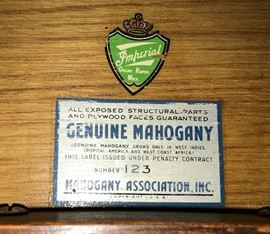 Imperial
GRAND RAPIDS
MICH.
ALL EXPOSED STRUCTURAL PARTS
AND PLYWOOD FACES GUARANTEED
GENUINE MAHOGANY
(GENUINE MAHOGANY GROWS ONLY IN WEST INDIES,
TROPICAL AMERICA, AND WEST COAST AFRICA)
THIS LABEL ISSUED UNDER PENALTY CONTRACT
NUMBER 123
MAHOGANY ASSOCIATION, INC.
COPYRIGHT U.S.A.